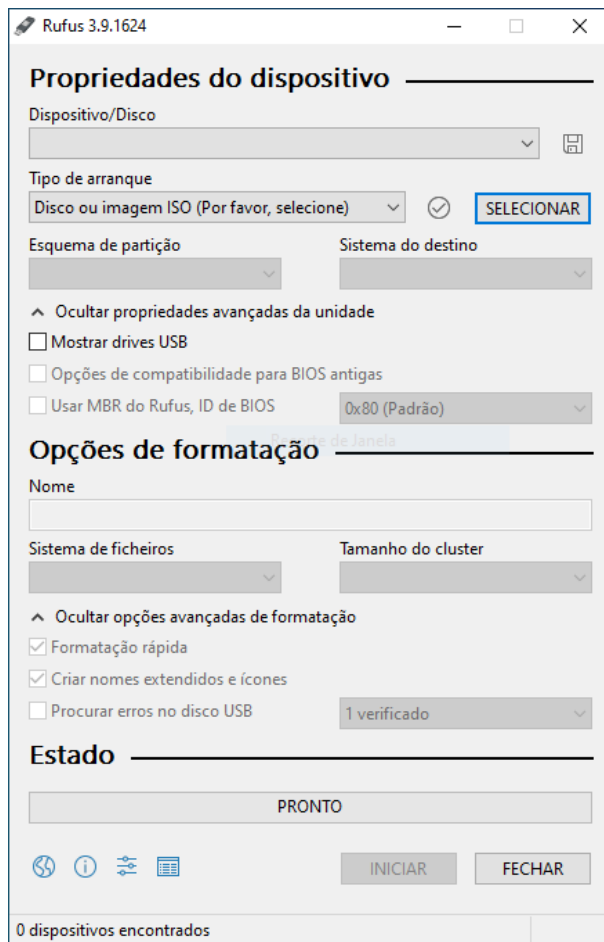 Rufus 3.9.1624
Propriedades do dispositivo
Dispositivo/Disco
Tipo de arranque
Disco ou imagem ISO (Por favor, selecione)
SELECIONAR
Esquema de partição Sistema do destino
Ocultar propriedades avançadas da unidade
Mostrar drives USB
Opções de compatibilidade para BIOS antigas
Usar MBR do Rufus, ID de BIOS 0x80 (Padrão)
Recorte de Janela
Opções de formatação
Nome
Sistema de ficheiros Tamanho do cluster
Ocultar opções avançadas de formatação
Formatação rápida
Criar nomes extendidos e ícones
Procurar erros no disco USB 1 verificado
Estado
PRONTO
INICIAR FECHAR
0 dispositivos encontrados